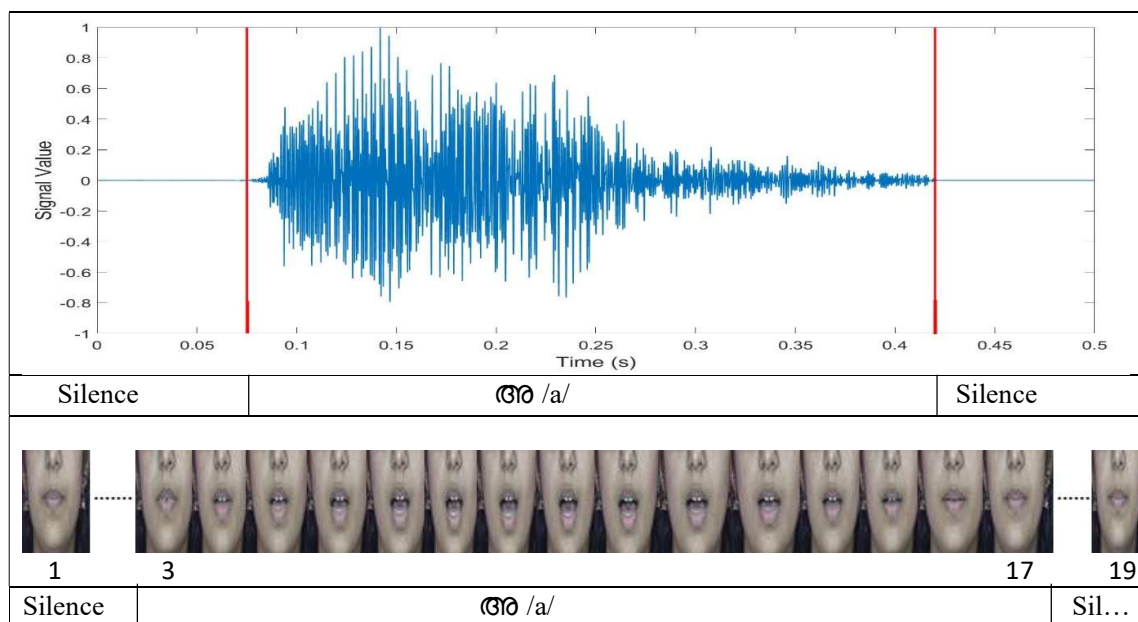 1
0.8
0.6
0.4
0.2
0
-0.2
-0.4
-0.6
-0.8
-1
Signal Value
0 0.05 0.1 0.15 0.2 0.25 0.3 0.35 0.4 0.45 0.5
Time (s)
Silence അ /a/ Silence
1 3 17 19
Silence അ /a/ Sil…